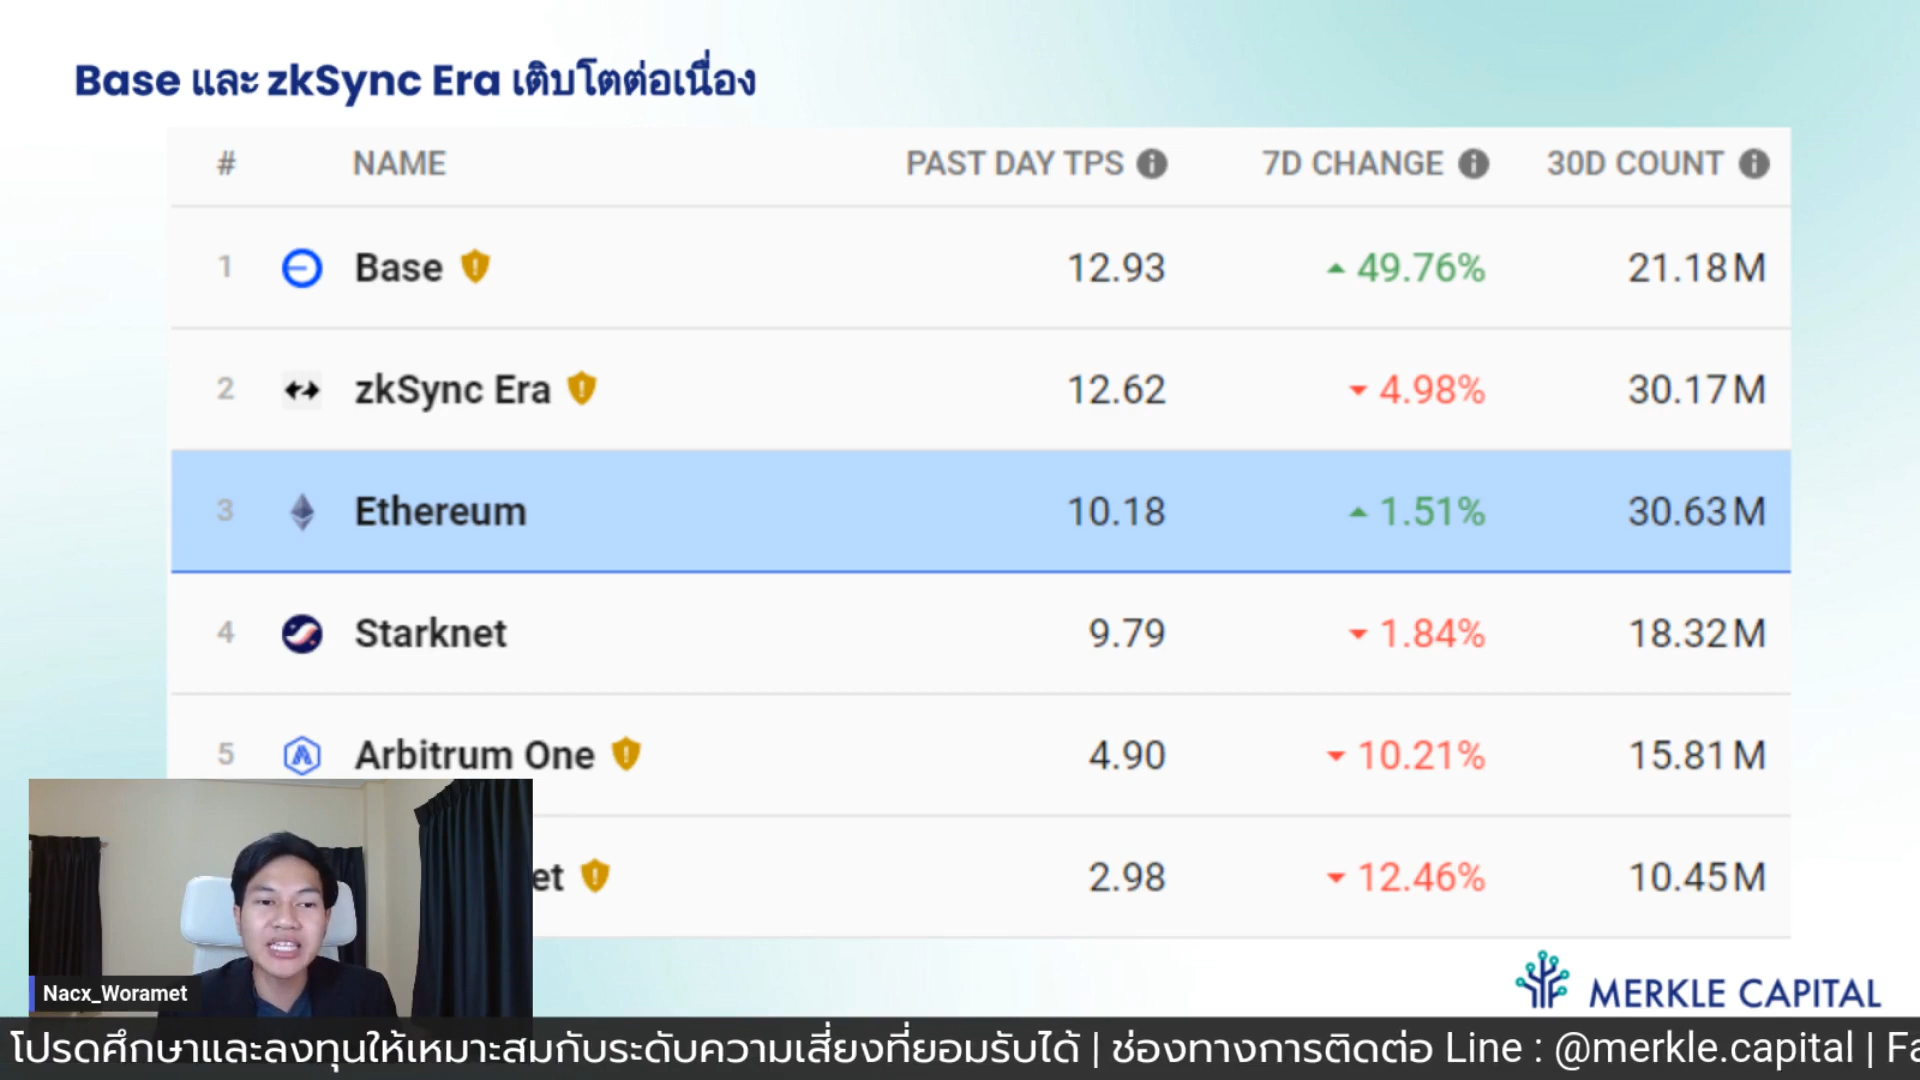 Base และ zkSync Era เติบโตต่อเนื่อง
# NAME PAST DAY TPS 7D CHANGE 30D COUNT
1 Base 12.93 49.76% 21.18 M
2 zkSync Era 12.62 4.98% 30.17 M
3 Ethereum 10.18 1.51% 30.63 M
4 Starknet 9.79 1.84% 18.32 M
5 Arbitrum One 4.90 10.21% 15.81 M
et 2.98 12.46% 10.45 M
Nacx_Woramet
MERKLE CAPITAL
โปรดศึกษาและลงทุนให้เหมาะสมกับระดับความเสี่ยงที่ยอมรับได้ | ช่องทางการติดต่อ Line : @merkle.capital | Fa